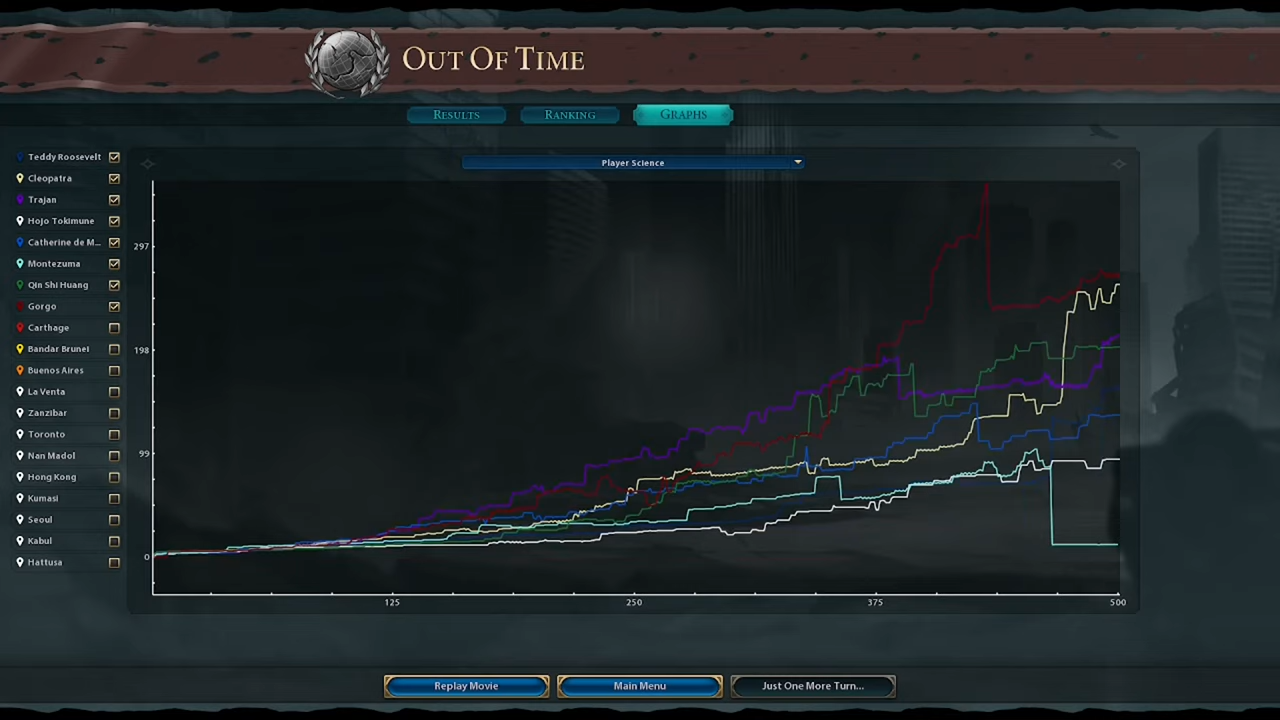 OUT OF TIME
RESULTS
RANKING
GRAPHS
Teddy Roosevelt
Cleopatra
Trajan
Hojo Tokimune
Catherine de M...
Montezuma
Qin Shi Huang
Gorgo
Carthage
Bandar Brunei
Buenos Aires
La Venta
Zanzibar
Toronto
Nan Madol
Hong Kong
Kumasi
Seoul
Kabul
Hattusa
Player Science
297
198
99
0
125
250
375
500
Replay Movie
Main Menu
Just One More Turn...